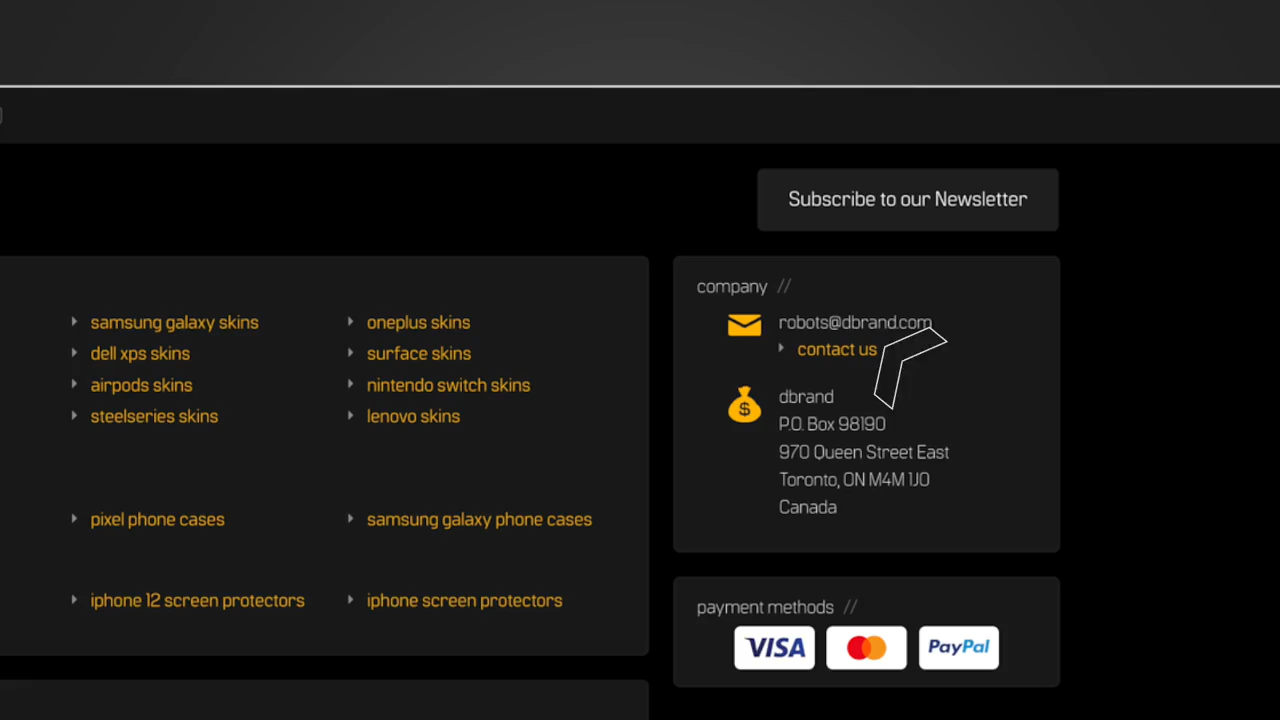 Subscribe to our Newsletter
samsung galaxy skins
oneplus skins
dell xps skins
surface skins
airpods skins
nintendo switch skins
steelseries skins
lenovo skins
pixel phone cases
samsung galaxy phone cases
iphone 12 screen protectors
iphone screen protectors
company //
robots@dbrand.com
contact us
$
dbrand
P.O. Box 98190
970 Queen Street East
Toronto, ON M4M 1J0
Canada
payment methods //
VISA
PayPal